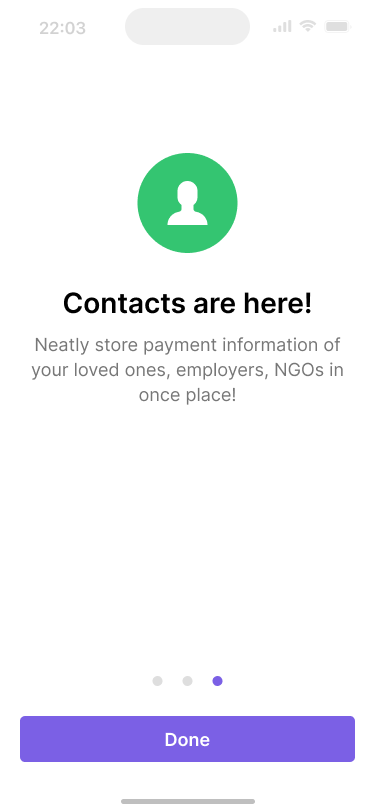 22:03
Contacts are here!
Neatly store payment information of
your loved ones, employers, NGOs in
once place!
Done